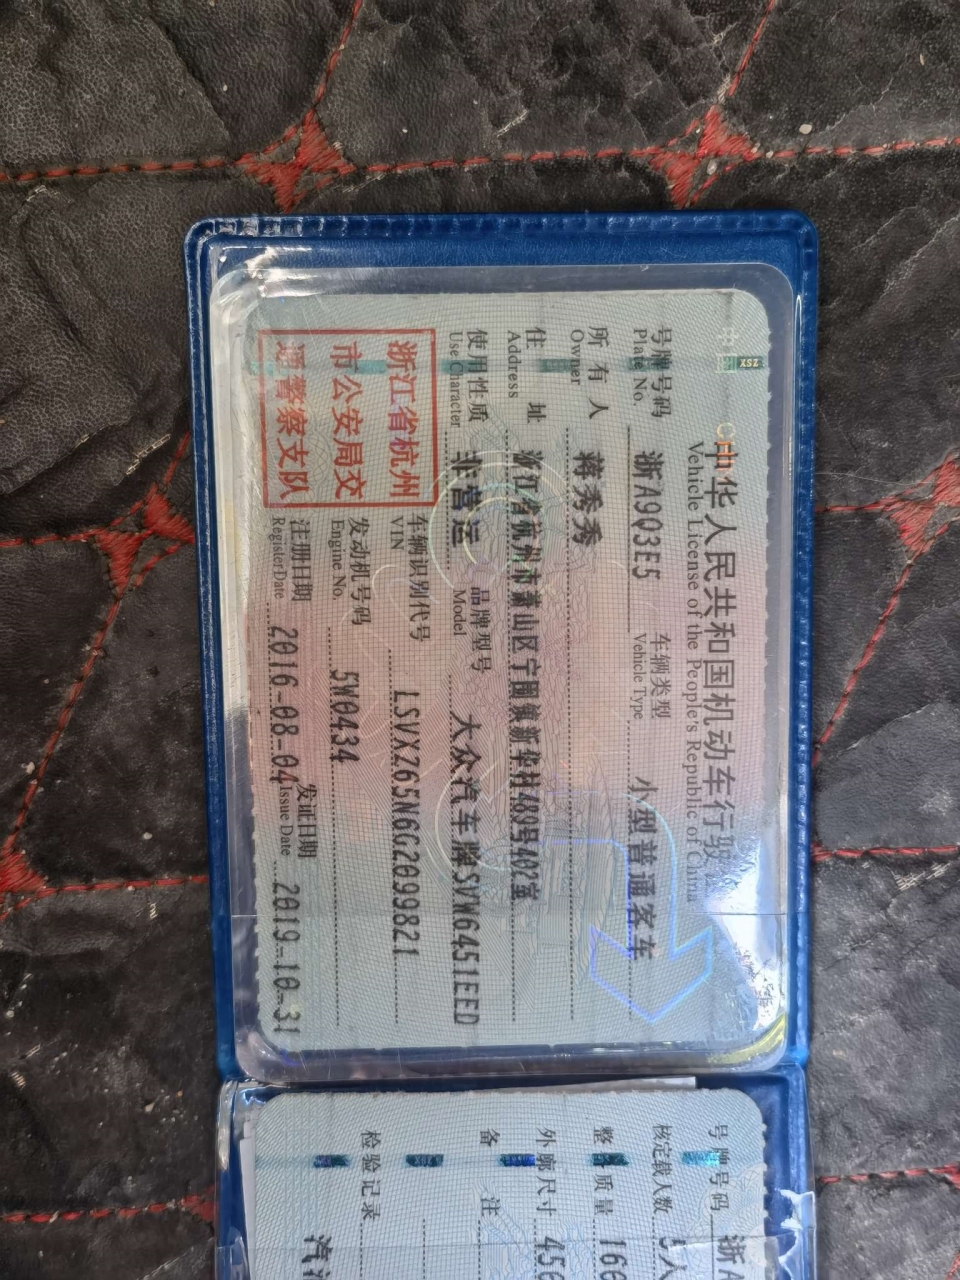 中华人民共和国机动车行驶
Vehicle License of the People's Republic of China
号牌号码 浙A9Q3E5 车辆类型 小型普通客车
Plate No. Vehicle Type
所有人 蒋秀秀
Owner
住址 浙江省杭州市萧山区宁围镇新华村489号402室
Address
使用性质 非营运 品牌型号 大众汽车牌SVW6451EED
Use Character Model
浙江省杭州
市公安局交
通警察支队
车辆识别代号 LSVXZ65N6G2099821
VIN
发动机号码 5W0434
Engine No.
注册日期 2016-08-04 发证日期 2019-10-31
Register Date Issue Date
ZSX
号牌号码 浙A
核定载人数 5人
整 质量 160
外廓尺寸 456
备注
检验记录